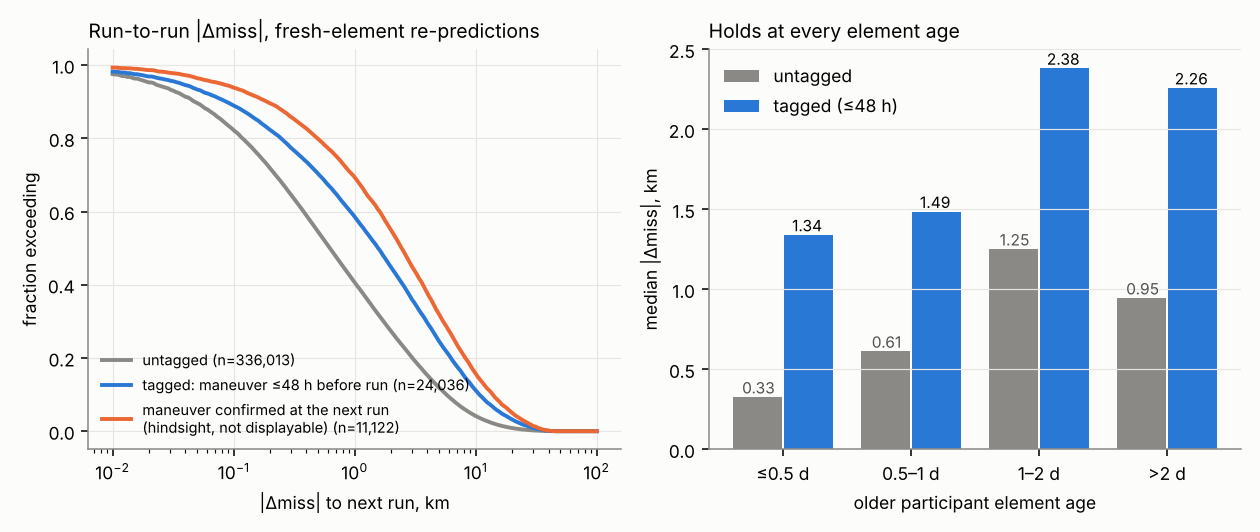 Run-to-run |Δmiss|, fresh-element re-predictions
fraction exceeding
1.0
0.8
0.6
0.4
0.2
0.0
untagged (n=336,013)
tagged: maneuver ≤48 h before run (n=24,036)
maneuver confirmed at the next run
(hindsight, not displayable) (n=11,122)
10⁻²
10⁻¹
10⁰
10¹
10²
|Δmiss| to next run, km
Holds at every element age
median |Δmiss|, km
2.5
2.0
1.5
1.0
0.5
0.0
untagged
tagged (≤48 h)
0.33
1.34
0.61
1.49
1.25
2.38
0.95
2.26
≤0.5 d
0.5–1 d
1–2 d
>2 d
older participant element age